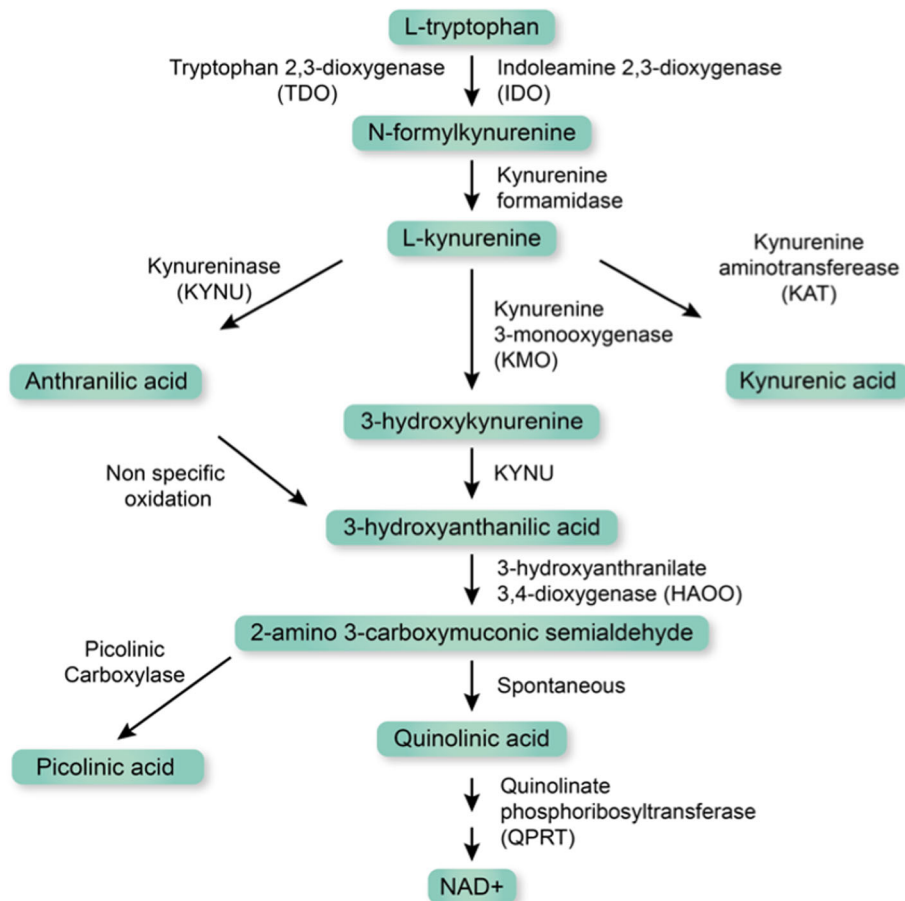 L-tryptophan
Tryptophan 2,3-dioxygenase
(TDO)
Indoleamine 2,3-dioxygenase
(IDO)
N-formylkynurenine
Kynurenine
formamidase
L-kynurenine
Kynureninase
(KYNU)
Kynurenine
3-monooxygenase
(KMO)
Kynurenine
aminotransferease
(KAT)
Anthranilic acid
Kynurenic acid
3-hydroxykynurenine
Non specific
oxidation
KYNU
3-hydroxyanthanilic acid
3-hydroxyanthranilate
3,4-dioxygenase (HAOO)
2-amino 3-carboxymuconic semialdehyde
Picolinic
Carboxylase
Spontaneous
Picolinic acid
Quinolinic acid
Quinolinate
phosphoribosyltransferase
(QPRT)
NAD+